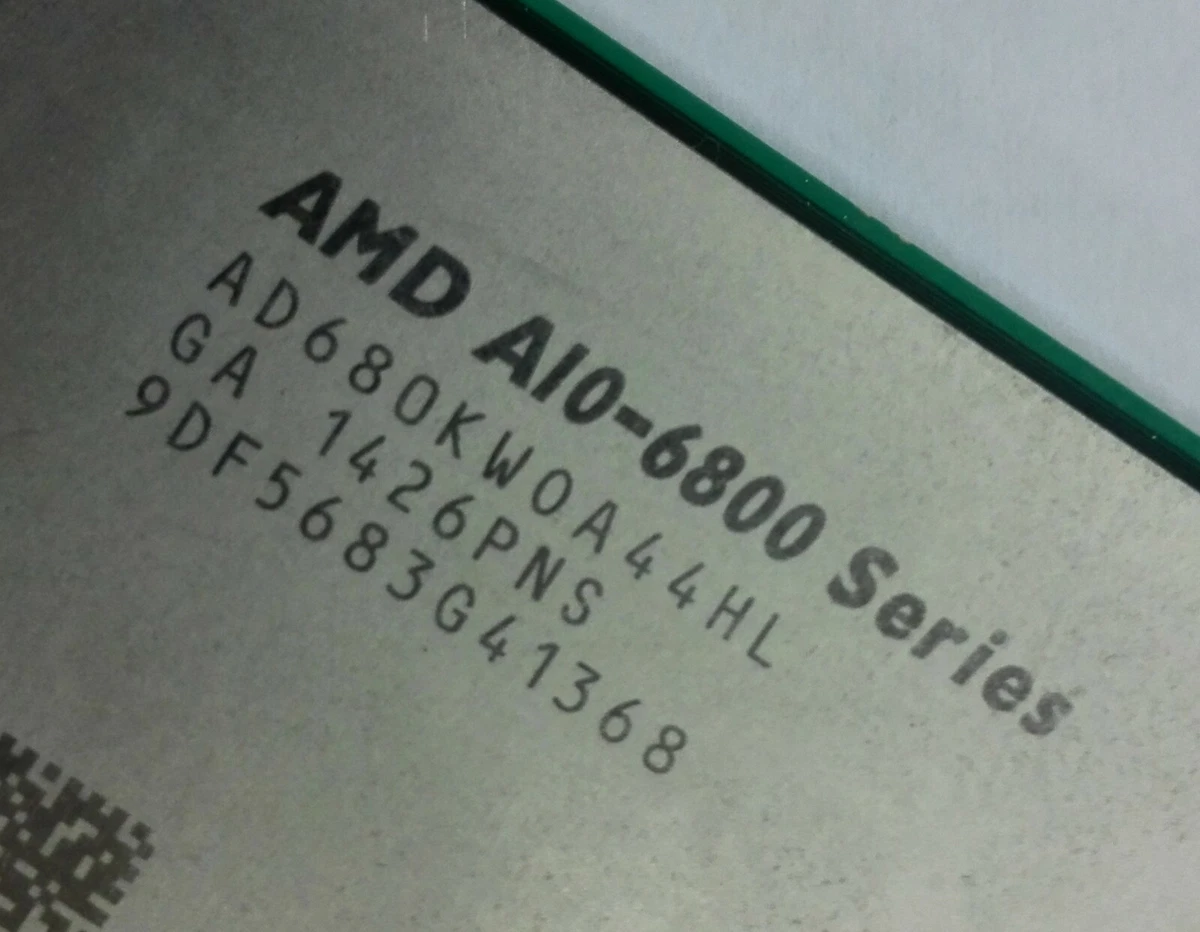 AMD A10-6800 Series
AD680KWOA44HL
GA 1426PNS
9DF5683G41368